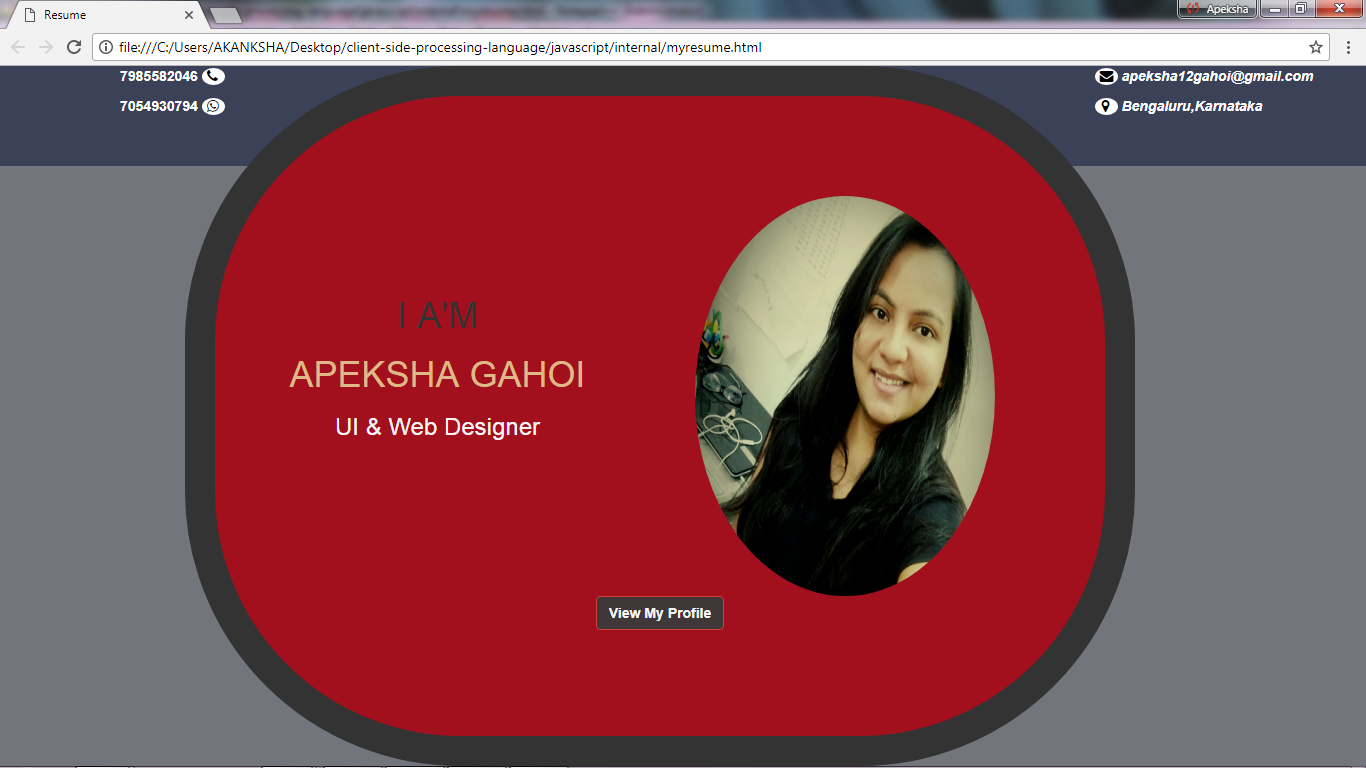 Resume
Apeksha
file:///C:/Users/AKANKSHA/Desktop/client-side-processing-language/javascript/internal/myresume.html
7985582046
7054930794
apeksha12gahoi@gmail.com
Bengaluru,Karnataka
I A'M
APEKSHA GAHOI
UI & Web Designer
View My Profile